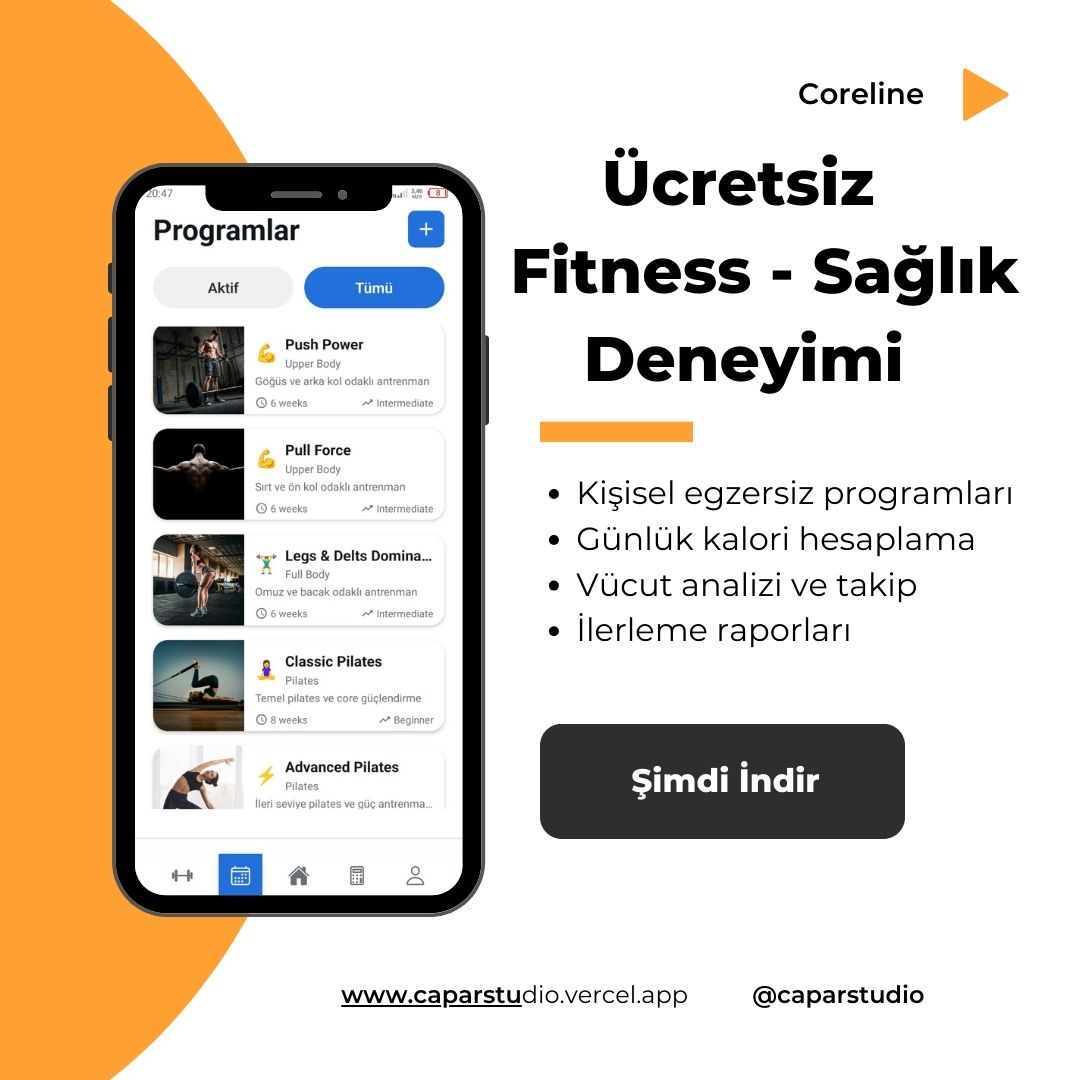 Coreline
Ücretsiz
Fitness - Sağlık
Deneyimi
Kişisel egzersiz programları
Günlük kalori hesaplama
Vücut analizi ve takip
İlerleme raporları
Şimdi İndir
20:47
3,46
8
Programlar
+
Aktif
Tümü
💪 Push Power
Upper Body
Göğüs ve arka kol odaklı antrenman
6 weeks Intermediate
💪 Pull Force
Upper Body
Sırt ve ön kol odaklı antrenman
6 weeks Intermediate
Legs & Delts Domina...
Full Body
Omuz ve bacak odaklı antrenman
6 weeks Intermediate
Classic Pilates
Pilates
Temel pilates ve core güçlendirme
8 weeks Beginner
⚡ Advanced Pilates
Pilates
İleri seviye pilates ve güç antrenma...
www.caparstudio.vercel.app @caparstudio